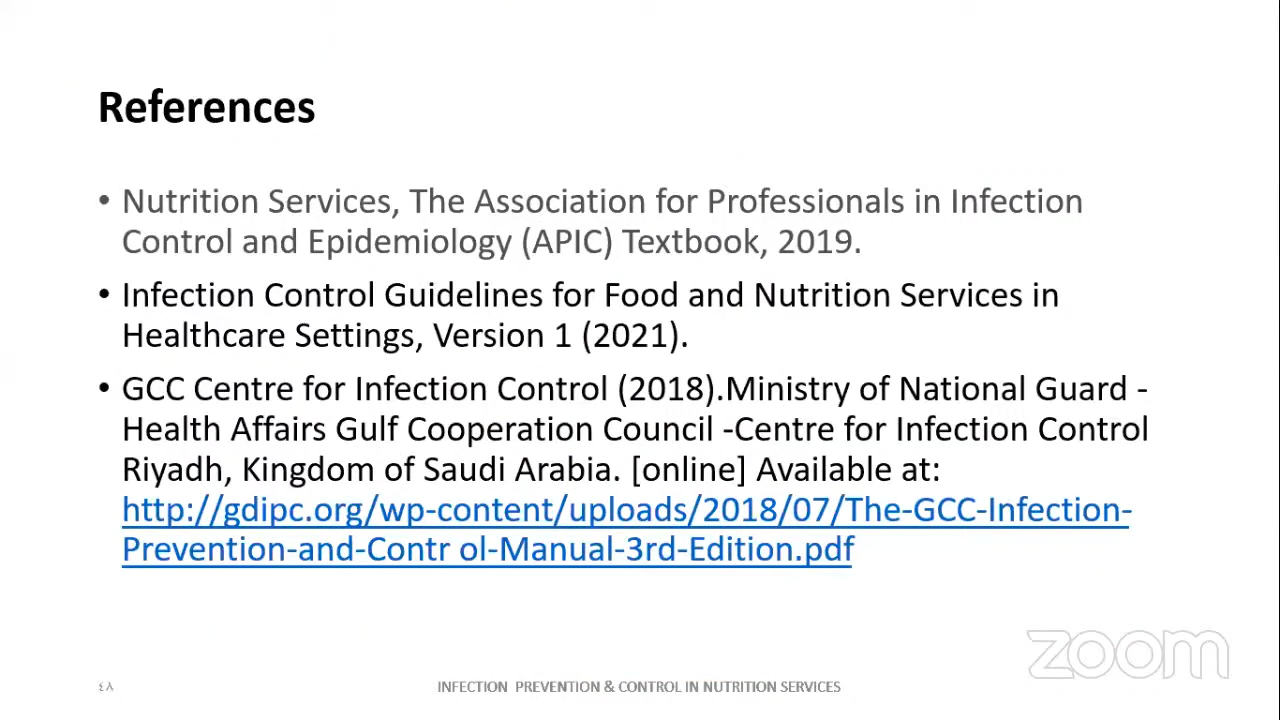 References
• Nutrition Services, The Association for Professionals in Infection
Control and Epidemiology (APIC) Textbook, 2019.
• Infection Control Guidelines for Food and Nutrition Services in
Healthcare Settings, Version 1 (2021).
• GCC Centre for Infection Control (2018).Ministry of National Guard -
Health Affairs Gulf Cooperation Council -Centre for Infection Control
Riyadh, Kingdom of Saudi Arabia. [online] Available at:
http://gdipc.org/wp-content/uploads/2018/07/The-GCC-Infection-
Prevention-and-Contr ol-Manual-3rd-Edition.pdf
zoom
٤٨ INFECTION PREVENTION & CONTROL IN NUTRITION SERVICES